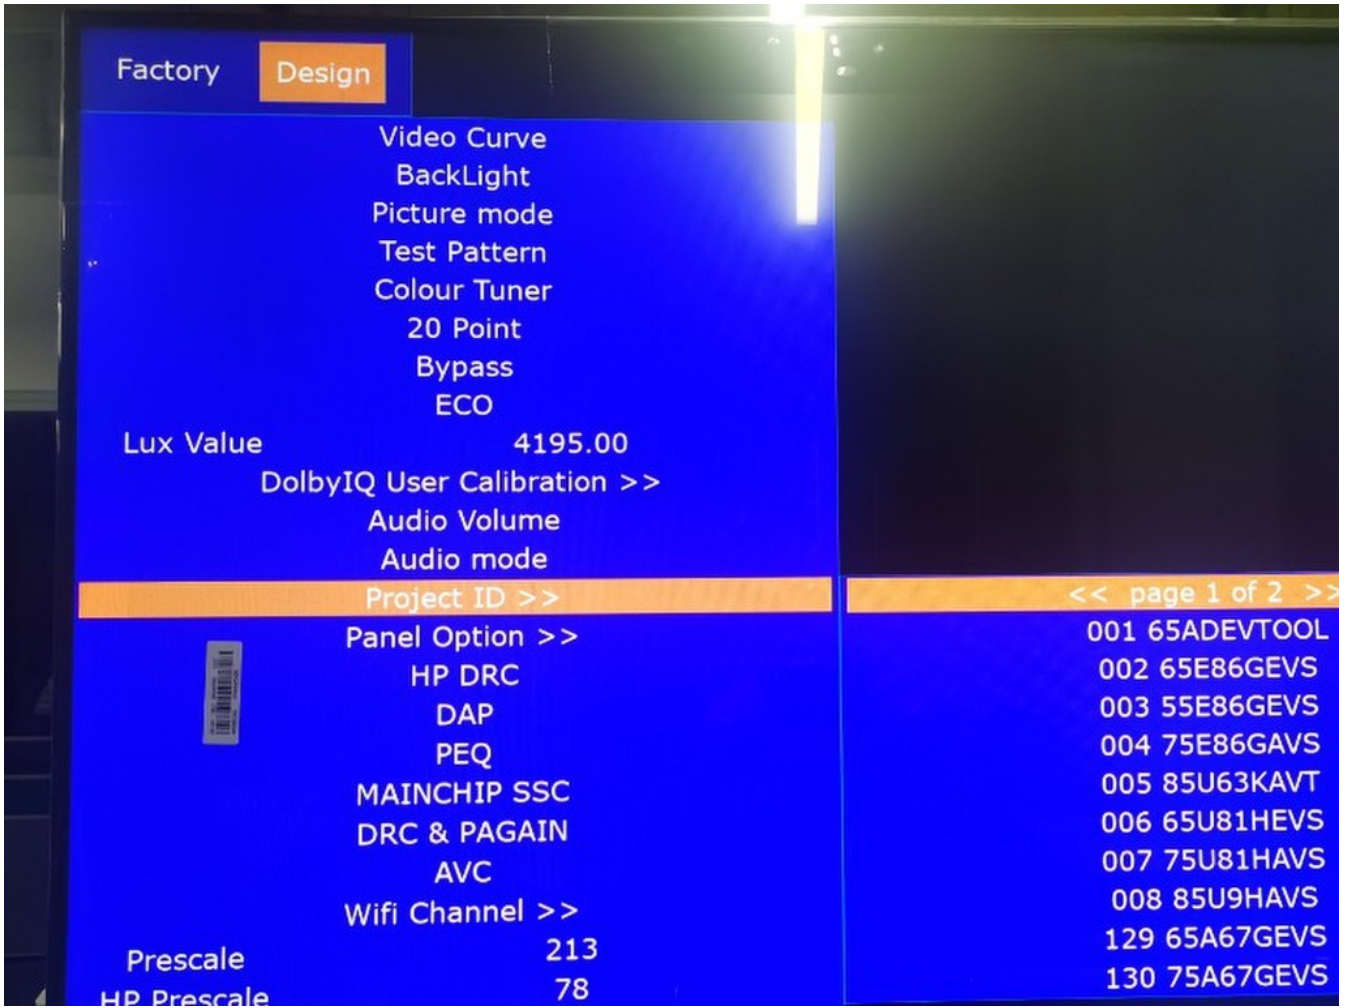 Factory Design
Video Curve
BackLight
Picture mode
Test Pattern
Colour Tuner
20 Point
Bypass
ECO
Lux Value 4195.00
DolbyIQ User Calibration >>
Audio Volume
Audio mode
Project ID >>
Panel Option >>
HP DRC
DAP
PEQ
MAINCHIP SSC
DRC & PAGAIN
AVC
Wifi Channel >>
Prescale 213
HP Prescale 78
<< page 1 of 2 >>
001 65ADEVTOOL
002 65E86GEVS
003 55E86GEVS
004 75E86GAVS
005 85U63KAVT
006 65U81HEVS
007 75U81HAVS
008 85U9HAVS
129 65A67GEVS
130 75A67GEVS